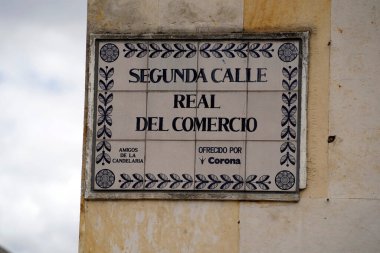 SEGUNDA CALLE
REAL
DEL COMERCIO
AMIGOS
DE LA
CANDELARIA
OFRECIDO POR
Corona